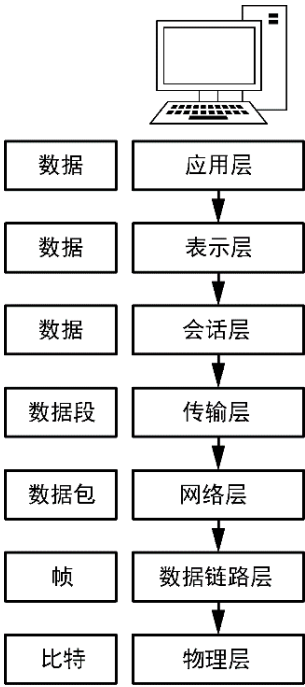 数据 应用层
数据 表示层
数据 会话层
数据段 传输层
数据包 网络层
帧 数据链路层
比特 物理层